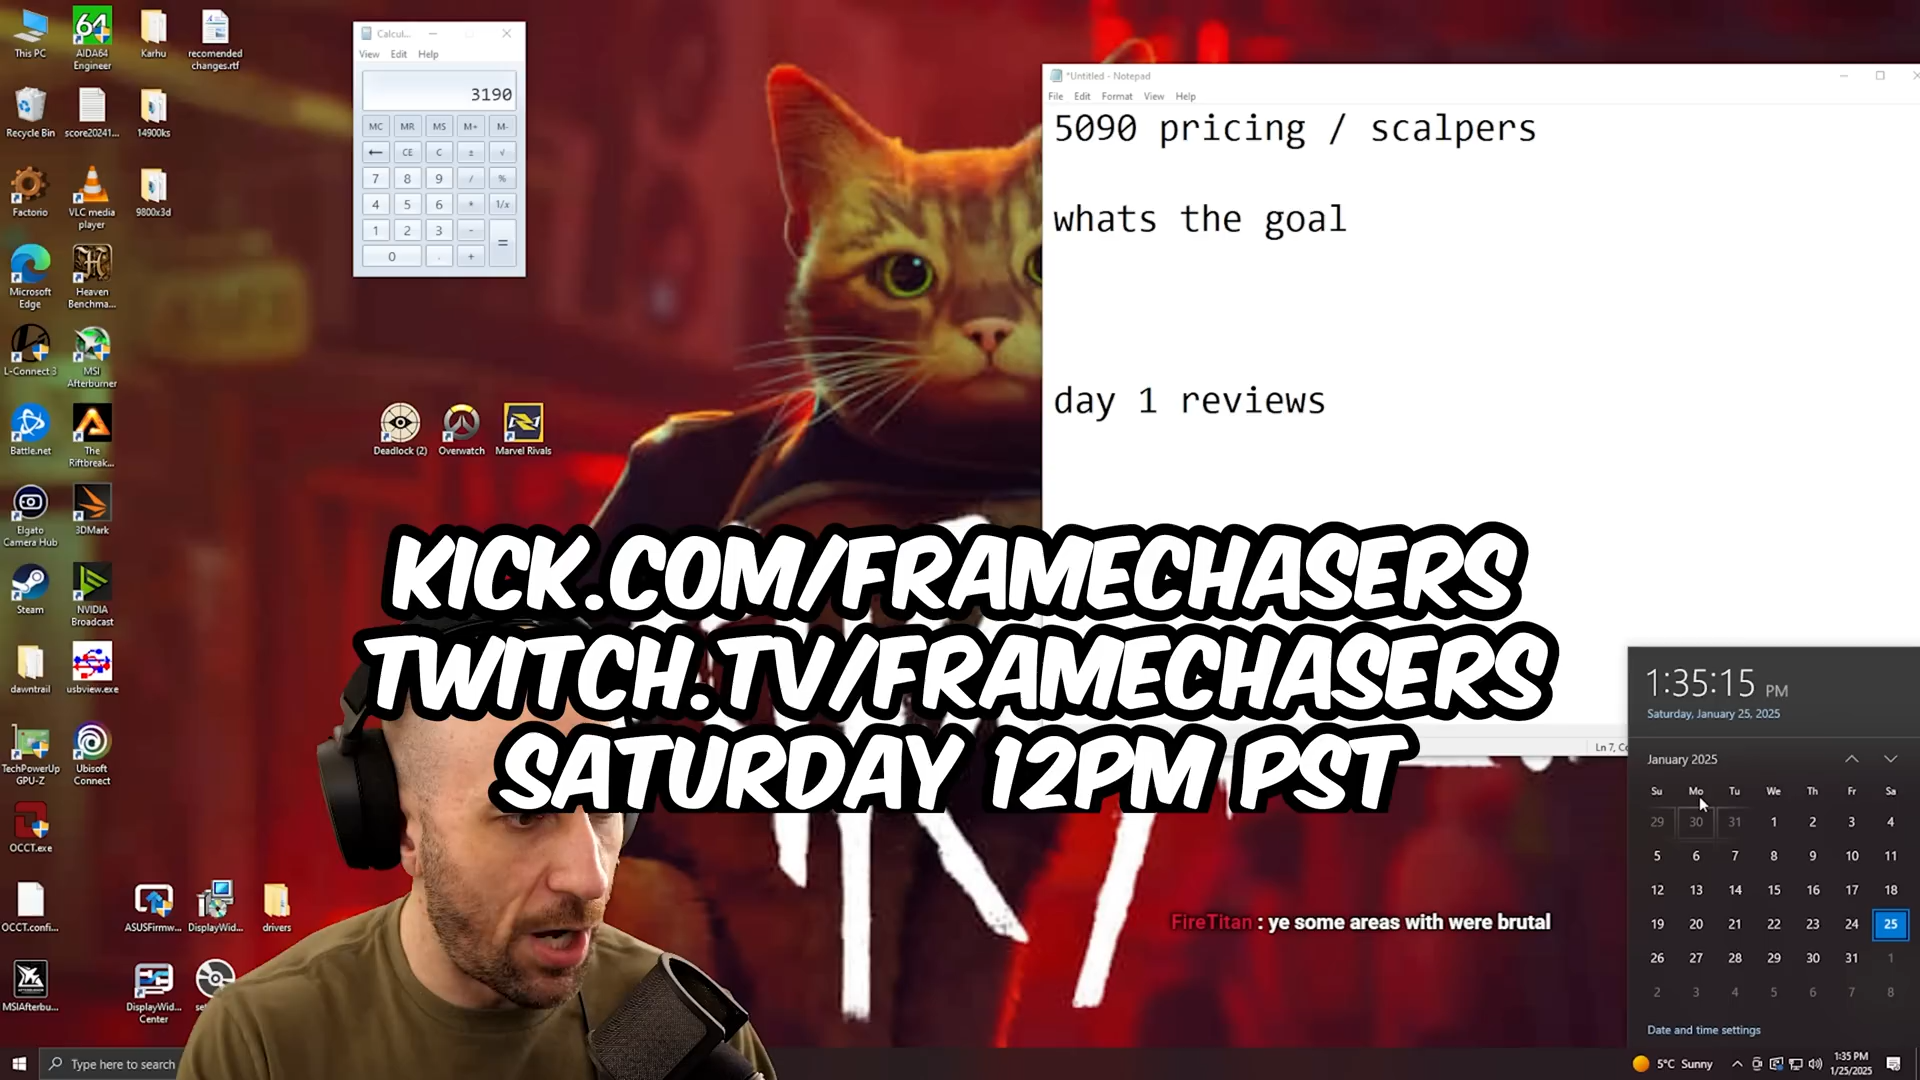 This PC
AIDA64 Engineer
Karhu
recomended changes.rtf
Recycle Bin
score20241...
14900ks
Factorio
VLC media player
9800x3d
Microsoft Edge
Heaven Benchma...
L-Connect 3
MSI Afterburner
Battle.net
The Riftbreak...
Elgato Camera Hub
3DMark
Steam
NVIDIA Broadcast
dawntrail
usbview.exe
TechPowerUp GPU-Z
Ubisoft Connect
OCCT.exe
OCCT.confi...
ASUSFirmw...
DisplayWid...
drivers
MSIAfterbu...
DisplayWid... Center
Calcul...
View Edit Help
3190
MC MR MS M+ M-
← CE C ± √
7 8 9 / %
4 5 6 * 1/x
1 2 3 - =
0 . +
Deadlock (2)
Overwatch
Marvel Rivals
*Untitled - Notepad
File Edit Format View Help
5090 pricing / scalpers
whats the goal
day 1 reviews
KICK.COM/FRAMECHASERS
TWITCH.TV/FRAMECHASERS
SATURDAY 12PM PST
FireTitan : ye some areas with were brutal
1:35:15 PM
Saturday, January 25, 2025
January 2025
Su Mo Tu We Th Fr Sa
29 30 31 1 2 3 4
5 6 7 8 9 10 11
12 13 14 15 16 17 18
19 20 21 22 23 24 25
26 27 28 29 30 31 1
2 3 4 5 6 7 8
Date and time settings
Type here to search
5°C Sunny
1:35 PM
1/25/2025